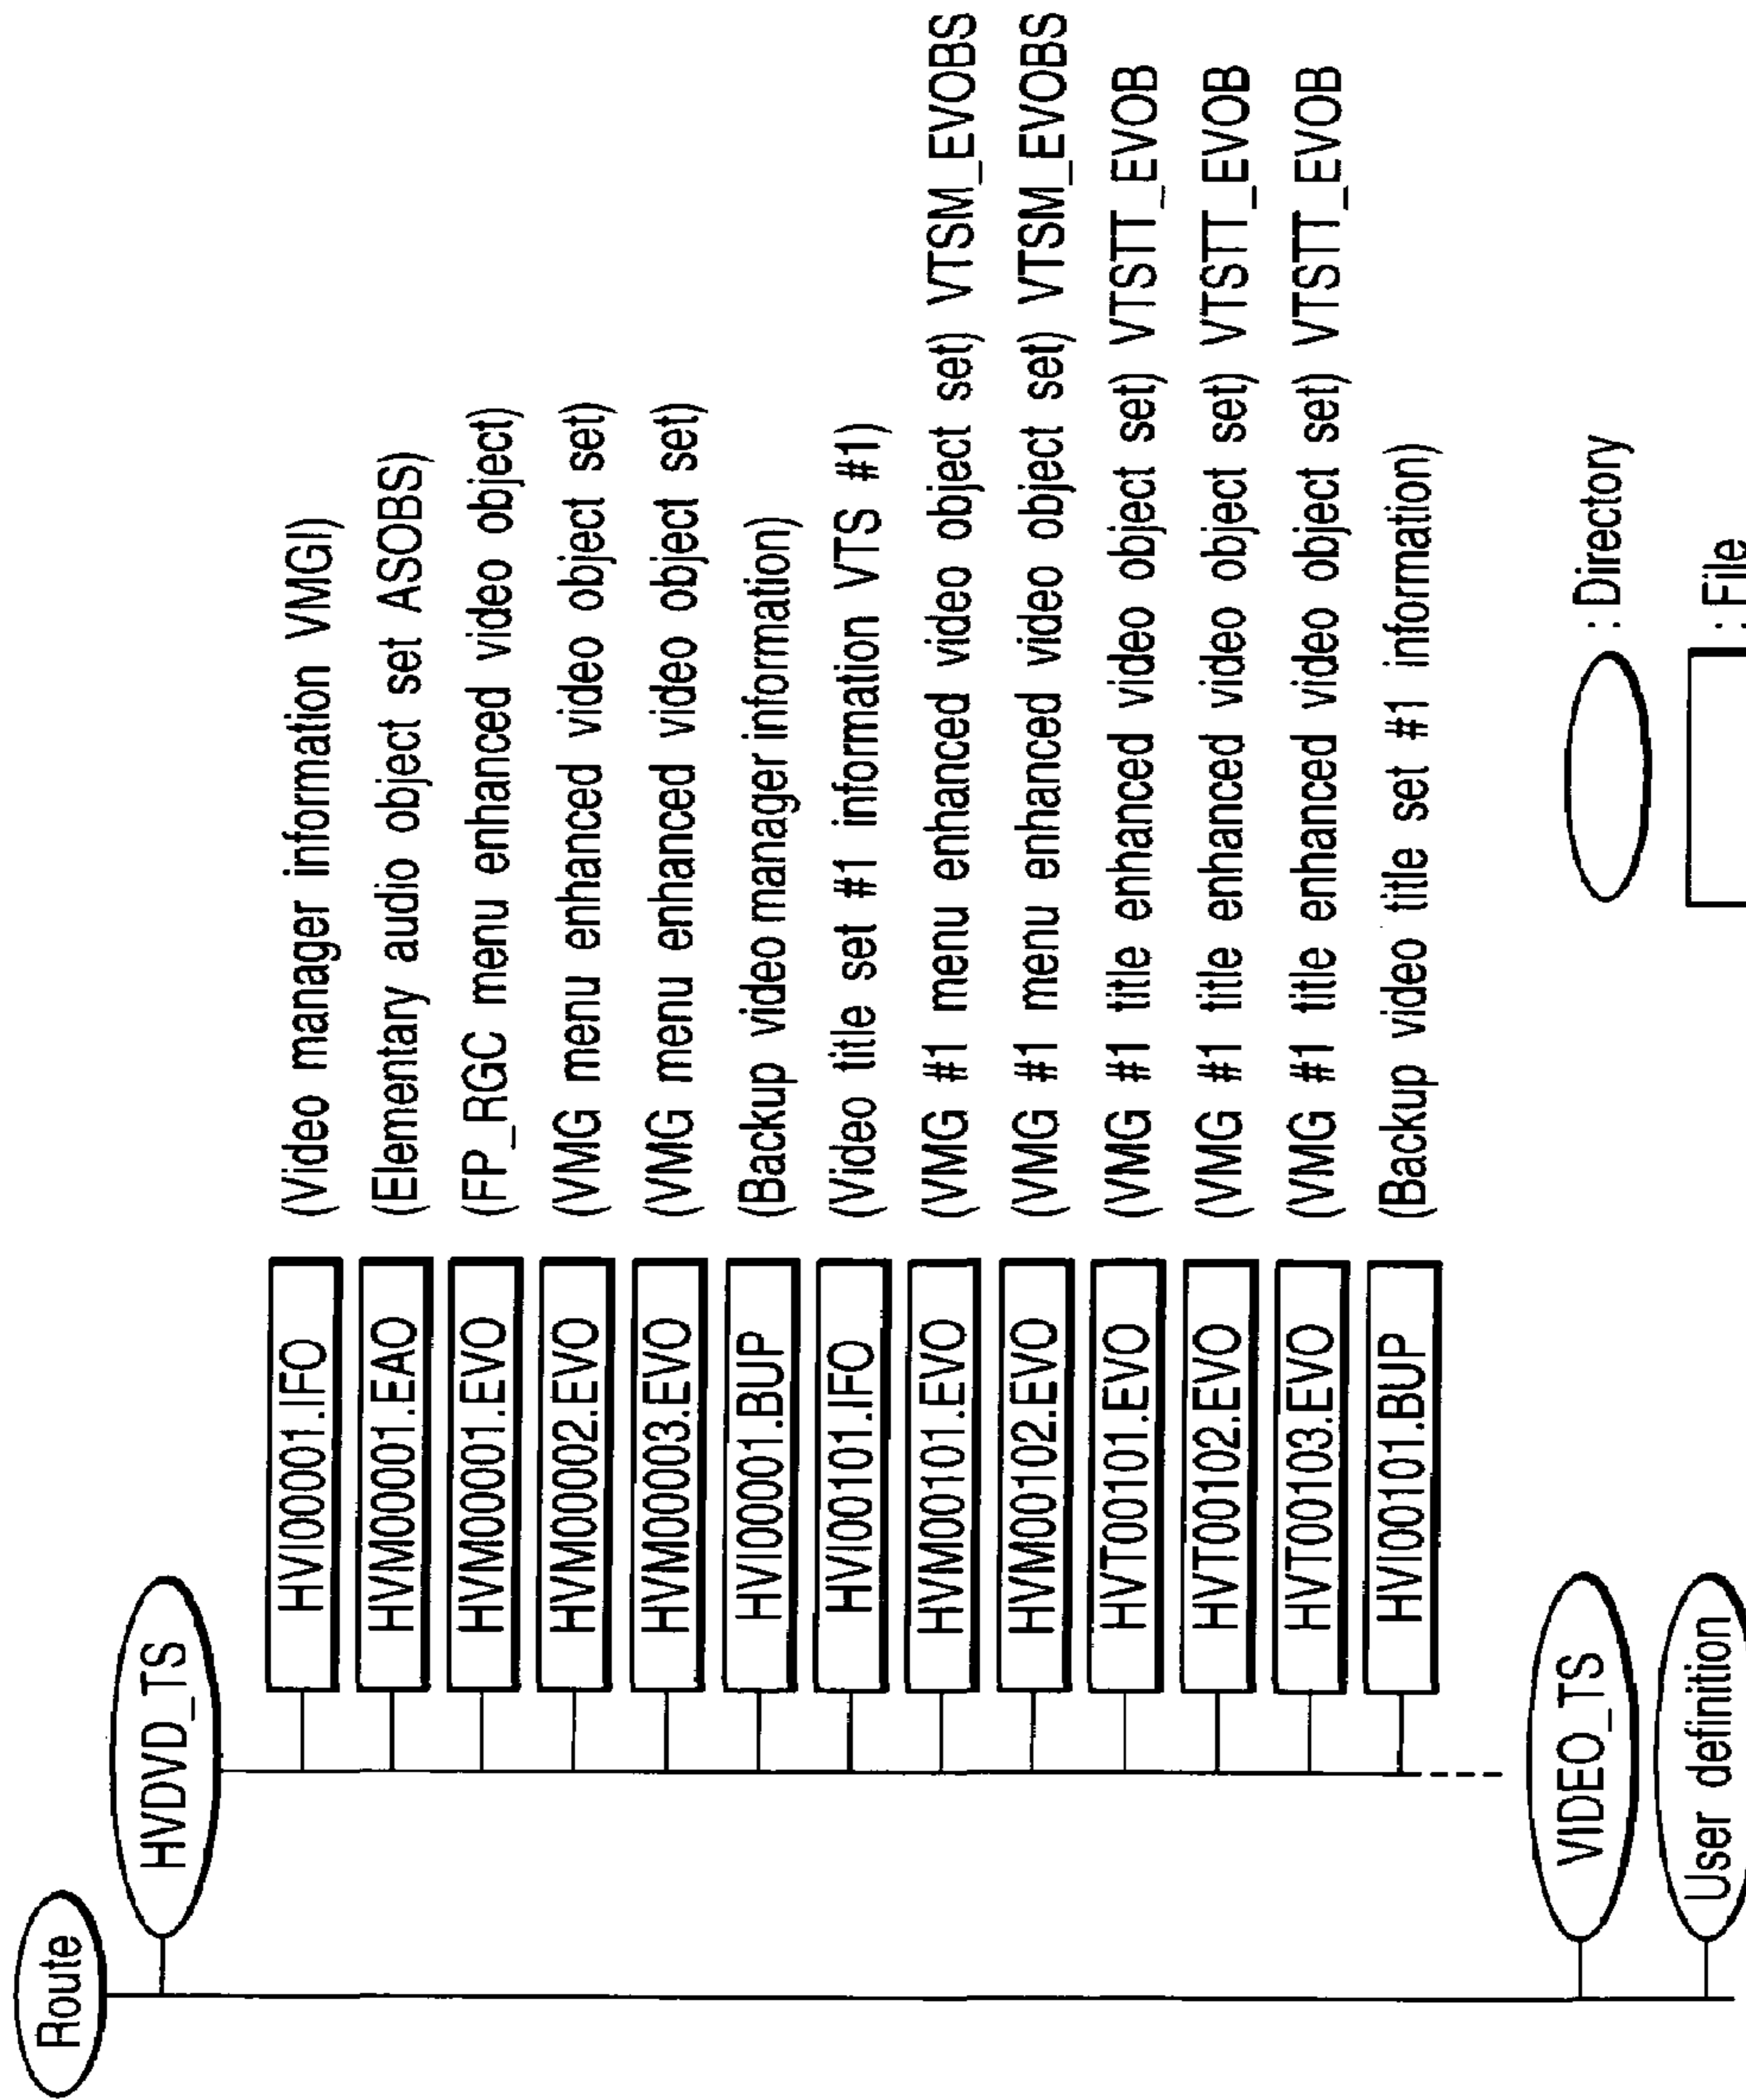 Route
HVDVD_TS
HVI00001.IFO (Video manager information VMGI)
HVM00001.EAO (Elementary audio object set ASOBS)
HVM00001.EVO (FP_RGC menu enhanced video object)
HVM00002.EVO (VMG menu enhanced video object set)
HVM00003.EVO (VMG menu enhanced video object set)
HVI00001.BUP (Backup video manager information)
HVI00101.IFO (Video title set #1 information VTS #1)
HVM00101.EVO (VMG #1 menu enhanced video object set) VTSM_EVOBS
HVM00102.EVO (VMG #1 menu enhanced video object set) VTSM_EVOBS
HVT00101.EVO (VMG #1 title enhanced video object set) VTSTT_EVOB
HVT00102.EVO (VMG #1 title enhanced video object set) VTSTT_EVOB
HVT00103.EVO (VMG #1 title enhanced video object set) VTSTT_EVOB
HVI00101.BUP (Backup video title set #1 information)
VIDEO_TS
: Directory
User definition
: File